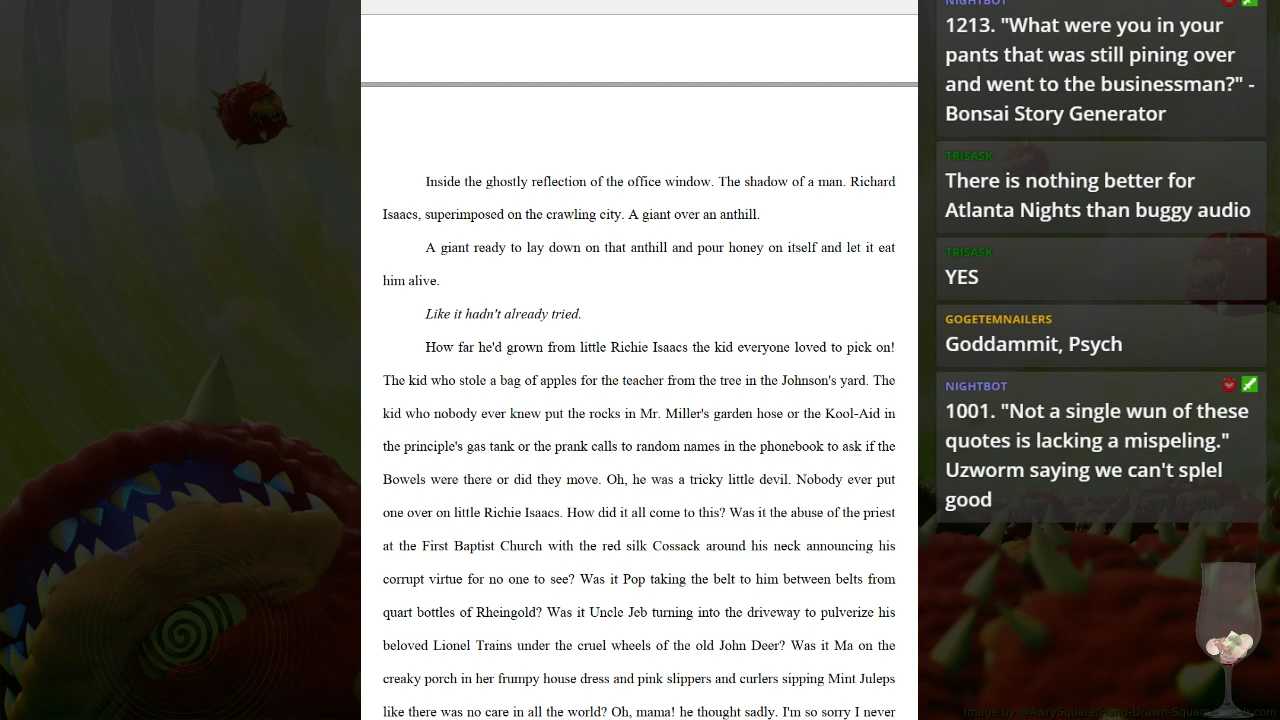 Inside the ghostly reflection of the office window. The shadow of a man. Richard
Isaacs, superimposed on the crawling city. A giant over an anthill.
A giant ready to lay down on that anthill and pour honey on itself and let it eat
him alive.
Like it hadn't already tried.
How far he'd grown from little Richie Isaacs the kid everyone loved to pick on!
The kid who stole a bag of apples for the teacher from the tree in the Johnson's yard. The
kid who nobody ever knew put the rocks in Mr. Miller's garden hose or the Kool-Aid in
the principle's gas tank or the prank calls to random names in the phonebook to ask if the
Bowels were there or did they move. Oh, he was a tricky little devil. Nobody ever put
one over on little Richie Isaacs. How did it all come to this? Was it the abuse of the priest
at the First Baptist Church with the red silk Cossack around his neck announcing his
corrupt virtue for no one to see? Was it Pop taking the belt to him between belts from
quart bottles of Rheingold? Was it Uncle Jeb turning into the driveway to pulverize his
beloved Lionel Trains under the cruel wheels of the old John Deer? Was it Ma on the
creaky porch in her frumpy house dress and pink slippers and curlers sipping Mint Juleps
like there was no care in all the world? Oh, mama! he thought sadly. I'm so sorry I never
NIGHTBOT
1213. "What were you in your
pants that was still pining over
and went to the businessman?" -
Bonsai Story Generator
TRISASK
There is nothing better for
Atlanta Nights than buggy audio
TRISASK
YES
GOGETEMNAILERS
Goddammit, Psych
NIGHTBOT
1001. "Not a single wun of these
quotes is lacking a mispeling."
Uzworm saying we can't splel
good